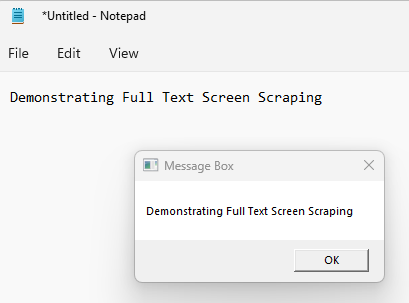 *Untitled - Notepad
File Edit View
Demonstrating Full Text Screen Scraping
Message Box
Demonstrating Full Text Screen Scraping
OK